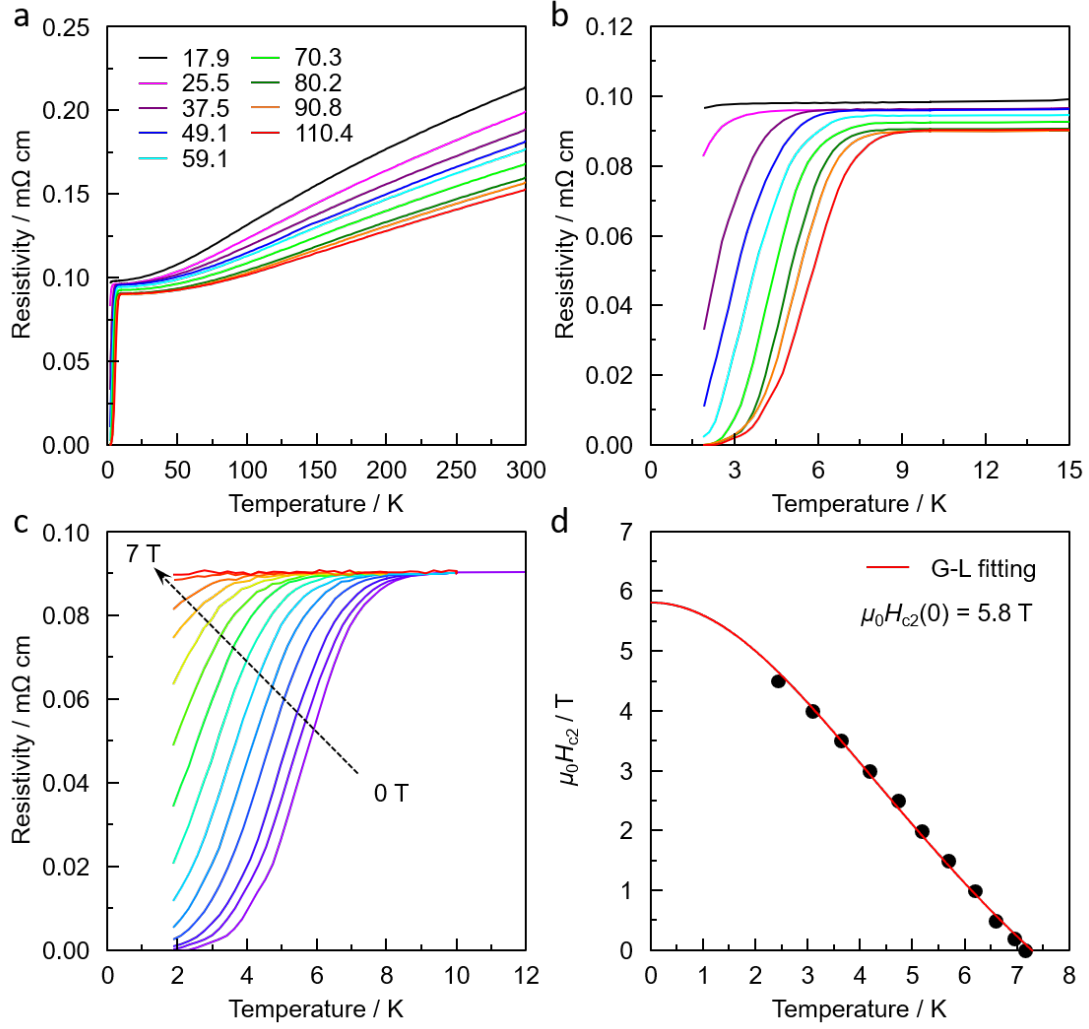 a
0.25
0.20
0.15
0.10
0.05
0.00
Resistivity / mΩ cm
17.9
25.5
37.5
49.1
59.1
70.3
80.2
90.8
110.4
0 50 100 150 200 250 300
Temperature / K
b
0.12
0.10
0.08
0.06
0.04
0.02
0.00
Resistivity / mΩ cm
0 3 6 9 12 15
Temperature / K
c
0.10
0.08
0.06
0.04
0.02
0.00
Resistivity / mΩ cm
7 T
0 T
0 2 4 6 8 10 12
Temperature / K
d
7
6
5
4
3
2
1
0
μ₀Hc2 / T
G-L fitting
μ₀Hc2(0) = 5.8 T
0 1 2 3 4 5 6 7 8
Temperature / K